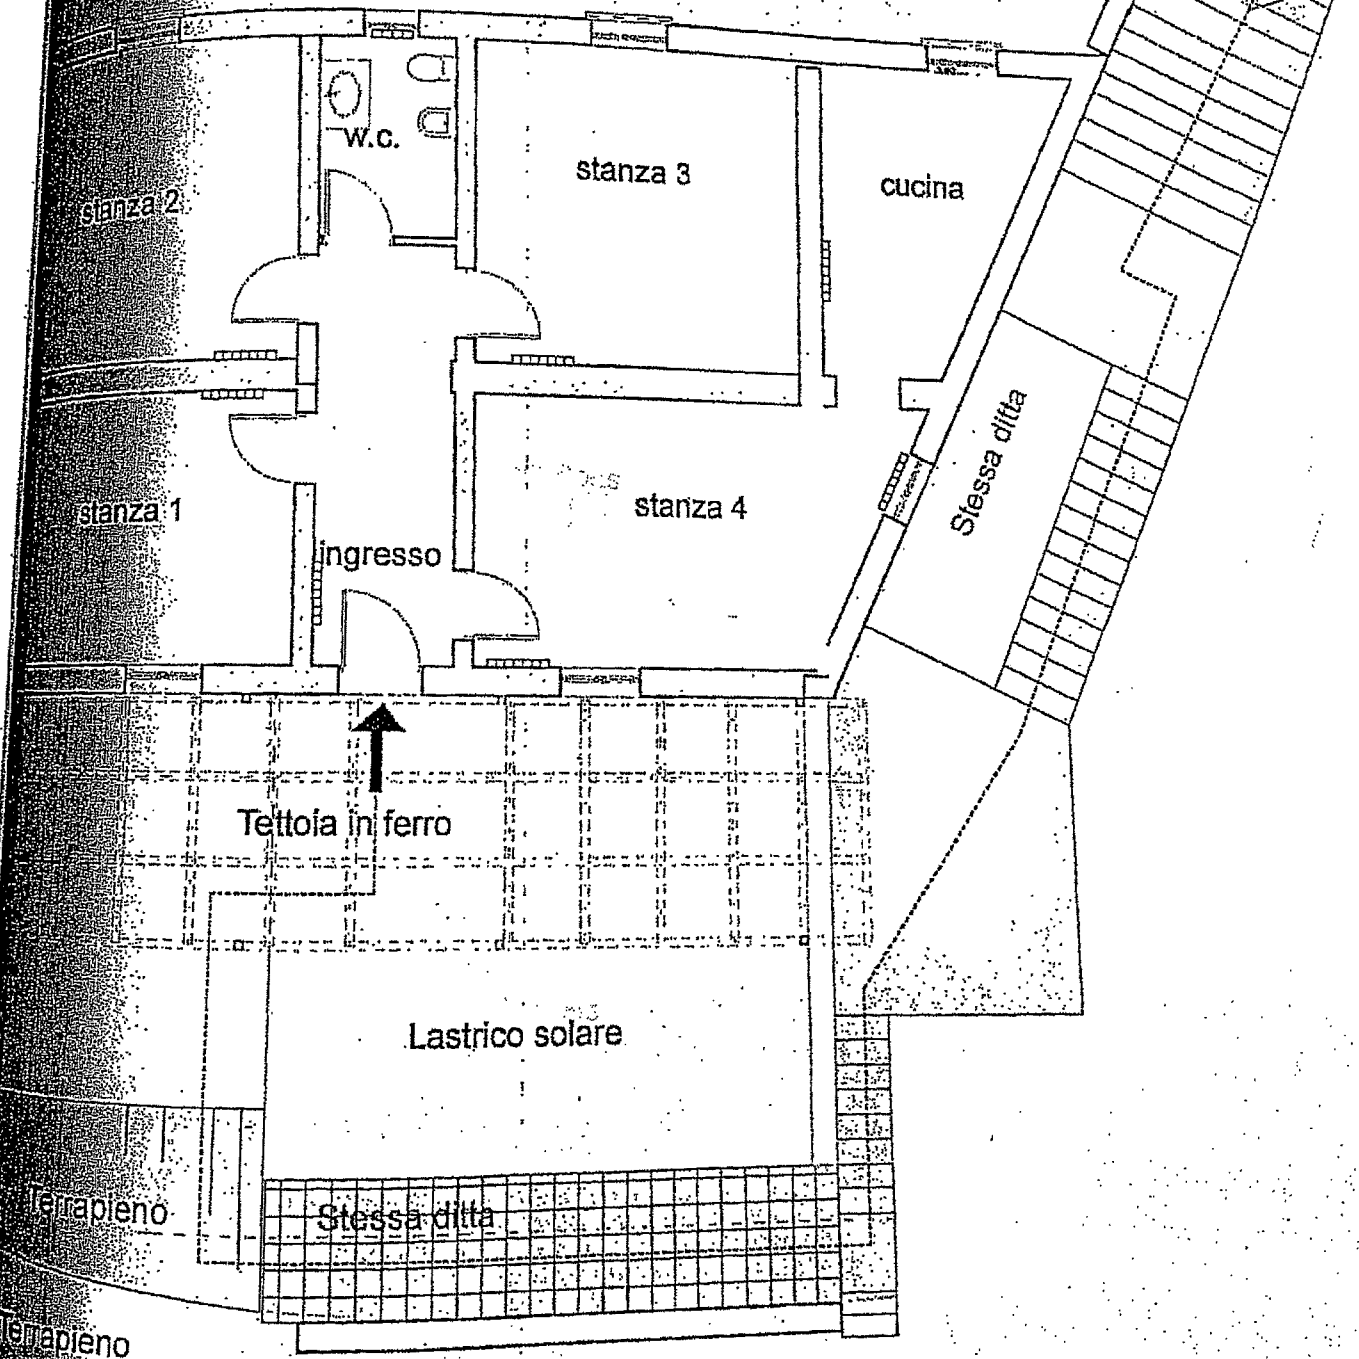 W.C.
stanza 3
cucina
stanza 2
Stessa ditta
stanza 4
stanza 1
ingresso
Tettoia in ferro
Lastrico solare
Terrapieno
Stessa ditta
Terrapieno